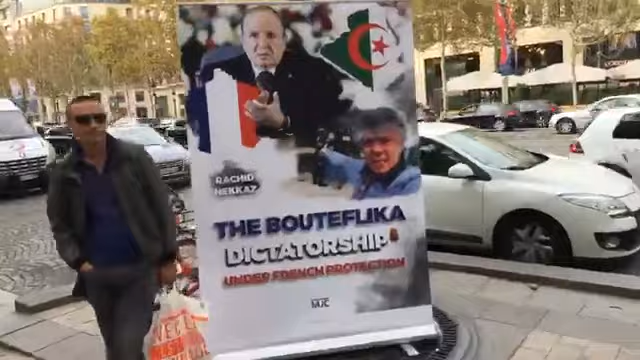 RACHID
NEKKAZ
THE BOUTEFLIKA
DICTATORSHIP
UNDER FRENCH PROTECTION
MJC